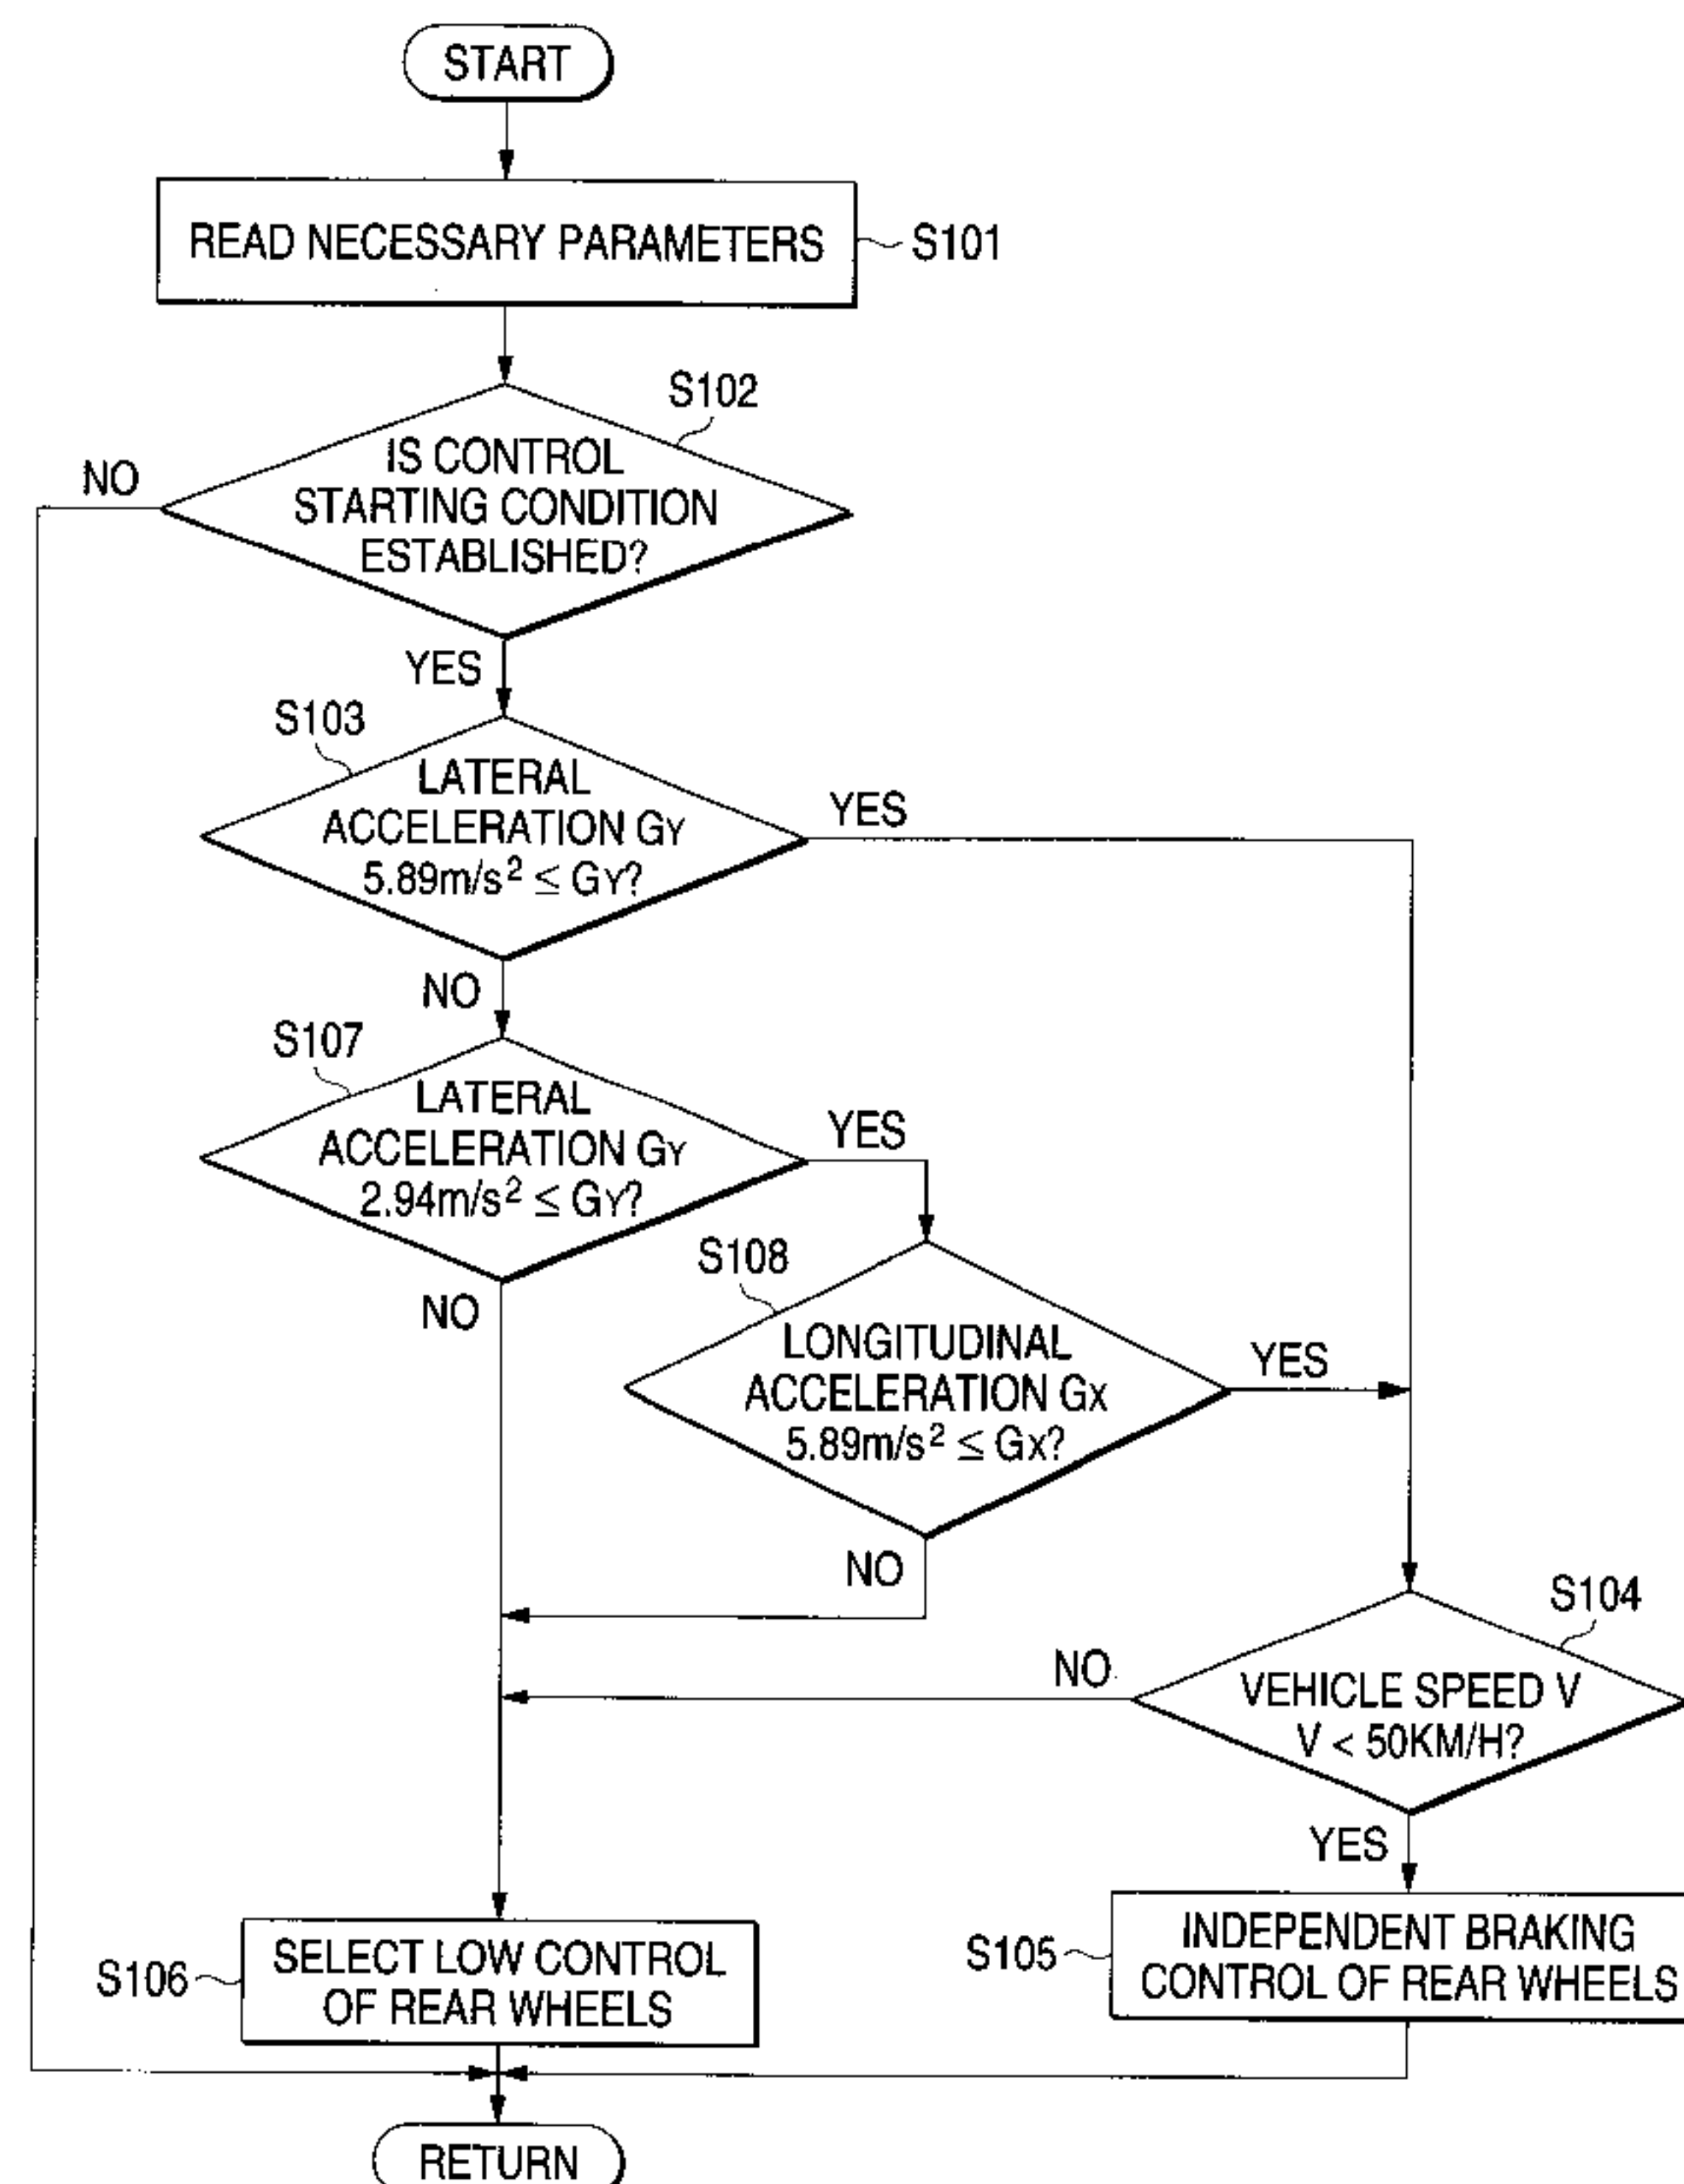 START
READ NECESSARY PARAMETERS
S101
S102
IS CONTROL
STARTING CONDITION
ESTABLISHED?
NO
YES
S103
LATERAL
ACCELERATION GY
5.89m/s² ≤ GY?
YES
NO
S107
LATERAL
ACCELERATION GY
2.94m/s² ≤ GY?
YES
NO
S108
LONGITUDINAL
ACCELERATION GX
5.89m/s² ≤ GX?
YES
NO
S104
VEHICLE SPEED V
V < 50KM/H?
NO
YES
S106
SELECT LOW CONTROL
OF REAR WHEELS
S105
INDEPENDENT BRAKING
CONTROL OF REAR WHEELS
RETURN